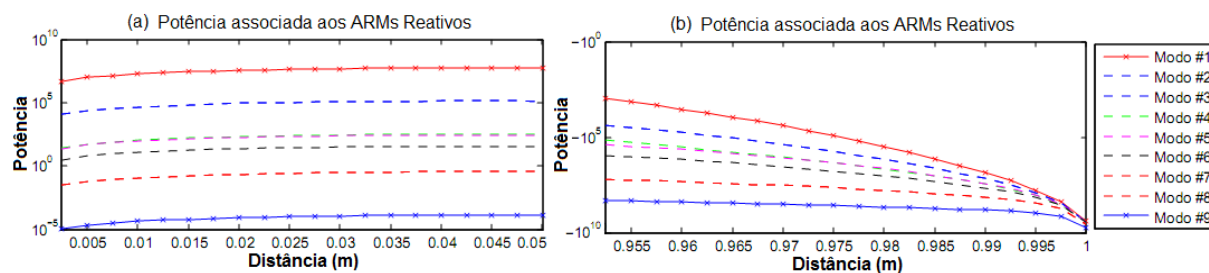 (a) Potência associada aos ARMs Reativos
Potência
10^10
10^5
10^0
10^-5
0.005 0.01 0.015 0.02 0.025 0.03 0.035 0.04 0.045 0.05
Distância (m)
(b) Potência associada aos ARMs Reativos
Potência
-10^0
-10^5
-10^10
0.955 0.96 0.965 0.97 0.975 0.98 0.985 0.99 0.995 1
Distância (m)
Modo #1
Modo #2
Modo #3
Modo #4
Modo #5
Modo #6
Modo #7
Modo #8
Modo #9